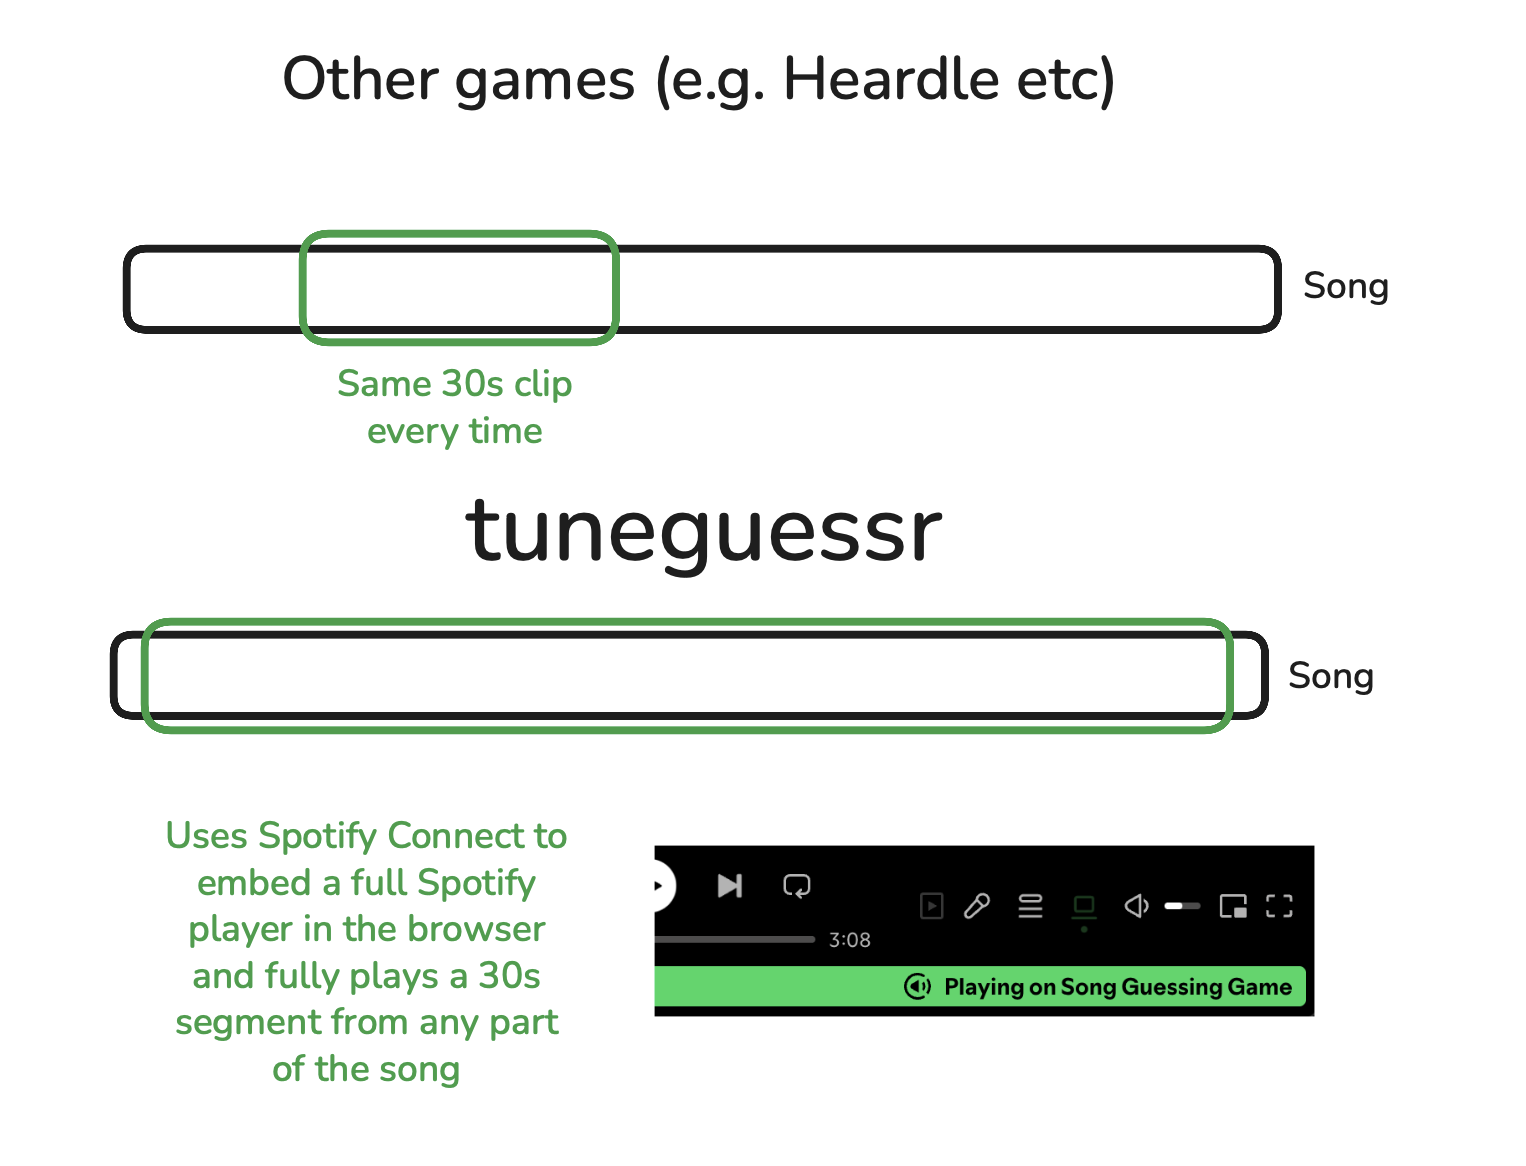 Other games (e.g. Heardle etc)
Song
Same 30s clip
every time
tuneguessr
Song
Uses Spotify Connect to
embed a full Spotify
player in the browser
and fully plays a 30s
segment from any part
of the song
3:08
Playing on Song Guessing Game